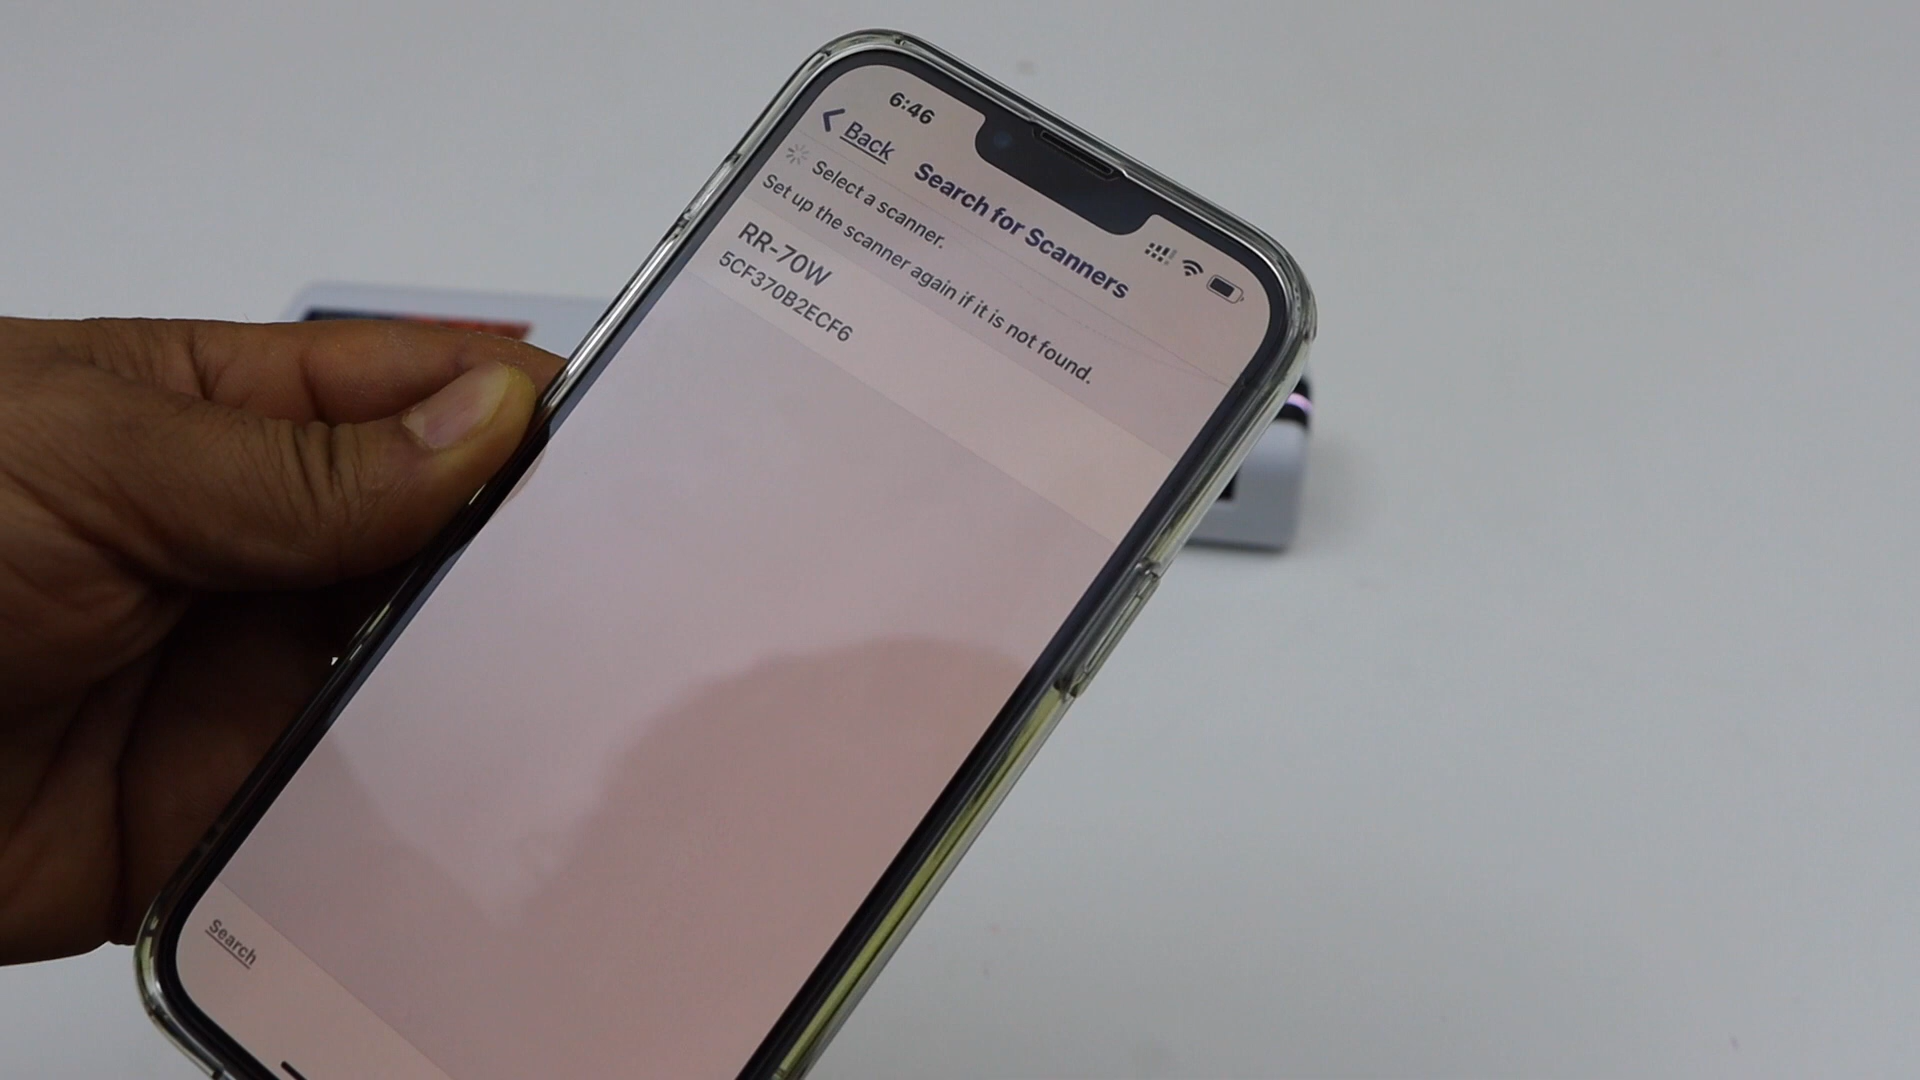 6:46
Back
Search for Scanners
Select a scanner.
Set up the scanner again if it is not found.
RR-70W
5CF370B2ECF6
Search